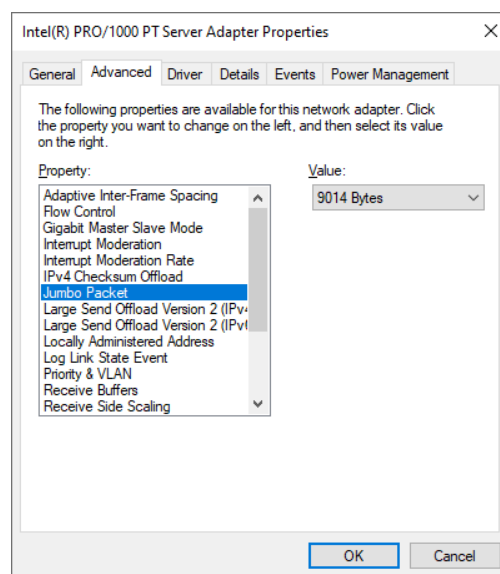 Intel(R) PRO/1000 PT Server Adapter Properties
General Advanced Driver Details Events Power Management
The following properties are available for this network adapter. Click
the property you want to change on the left, and then select its value
on the right.
Property: Value:
Adaptive Inter-Frame Spacing 9014 Bytes
Flow Control
Gigabit Master Slave Mode
Interrupt Moderation
Interrupt Moderation Rate
IPv4 Checksum Offload
Jumbo Packet
Large Send Offload Version 2 (IPv4
Large Send Offload Version 2 (IPv
Locally Administered Address
Log Link State Event
Priority & VLAN
Receive Buffers
Receive Side Scaling
OK Cancel